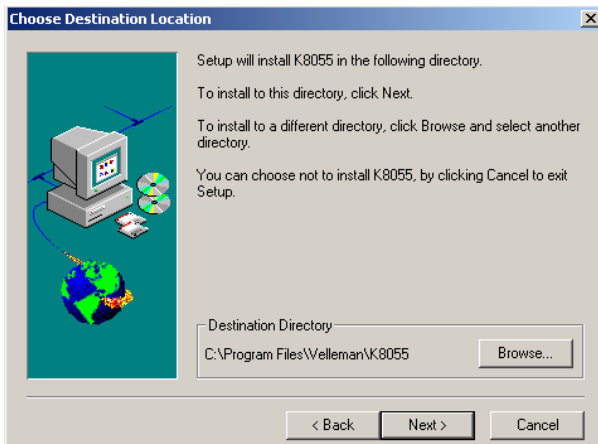 Choose Destination Location
Setup will install K8055 in the following directory.
To install to this directory, click Next.
To install to a different directory, click Browse and select another
directory.
You can choose not to install K8055, by clicking Cancel to exit
Setup.
Destination Directory
C:\Program Files\Velleman\K8055
Browse...
< Back
Next >
Cancel